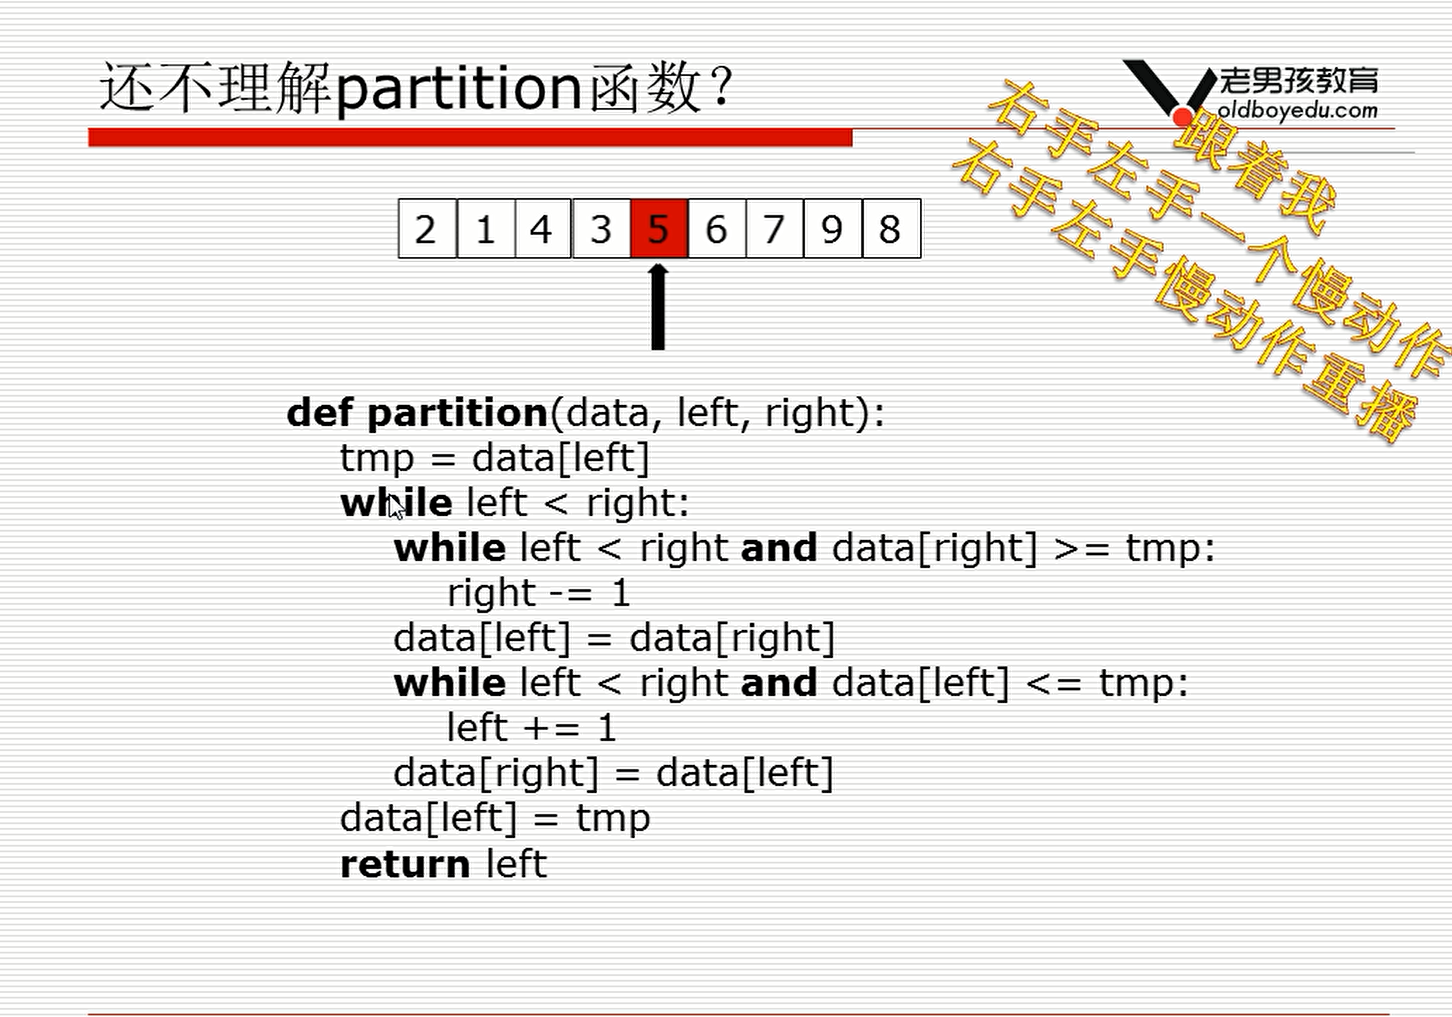 还不理解partition函数？
老男孩教育
oldboyedu.com
跟着我
右手左手一个慢动作
右手左手慢动作重播
2 1 4 3 5 6 7 9 8
def partition(data, left, right):
tmp = data[left]
while left < right:
while left < right and data[right] >= tmp:
right -= 1
data[left] = data[right]
while left < right and data[left] <= tmp:
left += 1
data[right] = data[left]
data[left] = tmp
return left